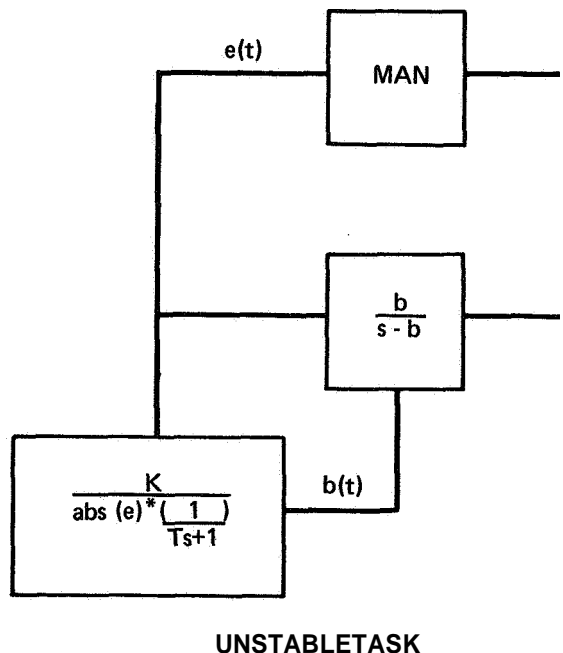 e(t)
MAN
b
s - b
K
abs (e)*( 1 )
Ts+1
b(t)
UNSTABLETASK